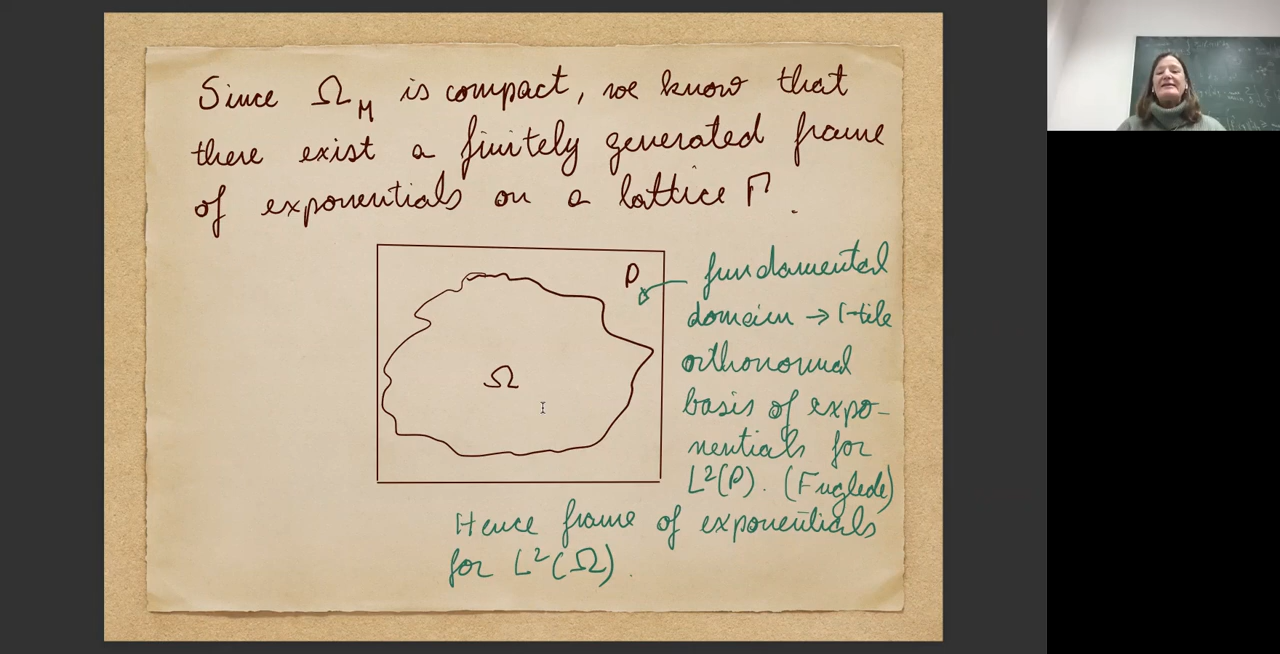 Since Ω_M is compact, we know that
there exist a finitely generated frame
of exponentials on a lattice Γ.
P
fundamental
domain → 1-tile
orthonormal
basis of expo-
nentials for
L²(P). (Fuglede)
Ω
Hence frame of exponentials
for L²(Ω).